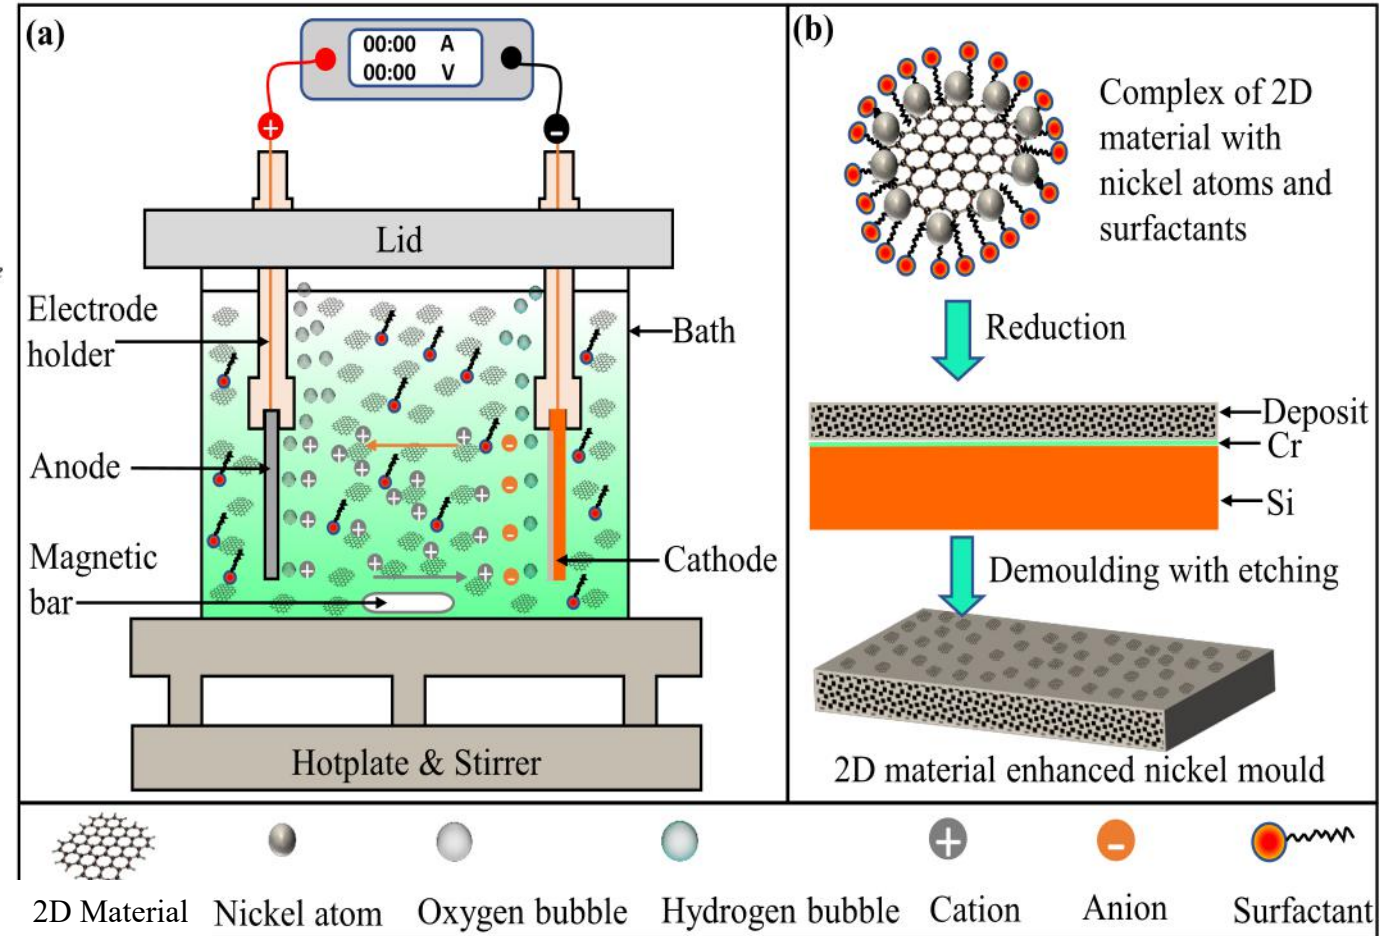 (a)
00:00 A
00:00 V
+
-
Lid
Electrode
holder
Bath
Anode
Cathode
Magnetic
bar
Hotplate & Stirrer
(b)
Complex of 2D
material with
nickel atoms and
surfactants
Reduction
Deposit
Cr
Si
Demoulding with etching
2D material enhanced nickel mould
+
-
2D Material Nickel atom Oxygen bubble Hydrogen bubble Cation Anion Surfactant